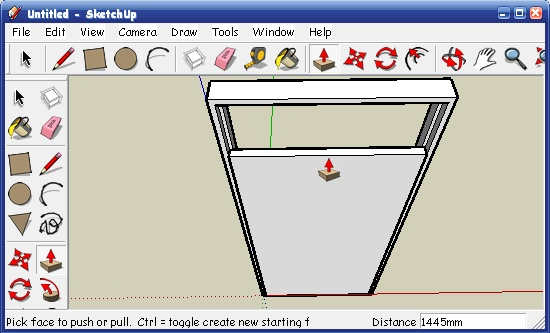 Untitled - SketchUp
File Edit View Camera Draw Tools Window Help
Pick face to push or pull. Ctrl = toggle create new starting f Distance 1445mm